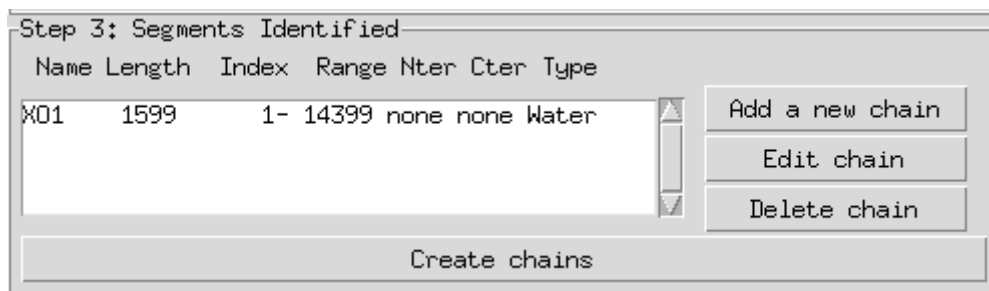 Step 3: Segments Identified
Name Length Index Range Nter Cter Type
XO1 1599 1- 14399 none none Water
Add a new chain
Edit chain
Delete chain
Create chains